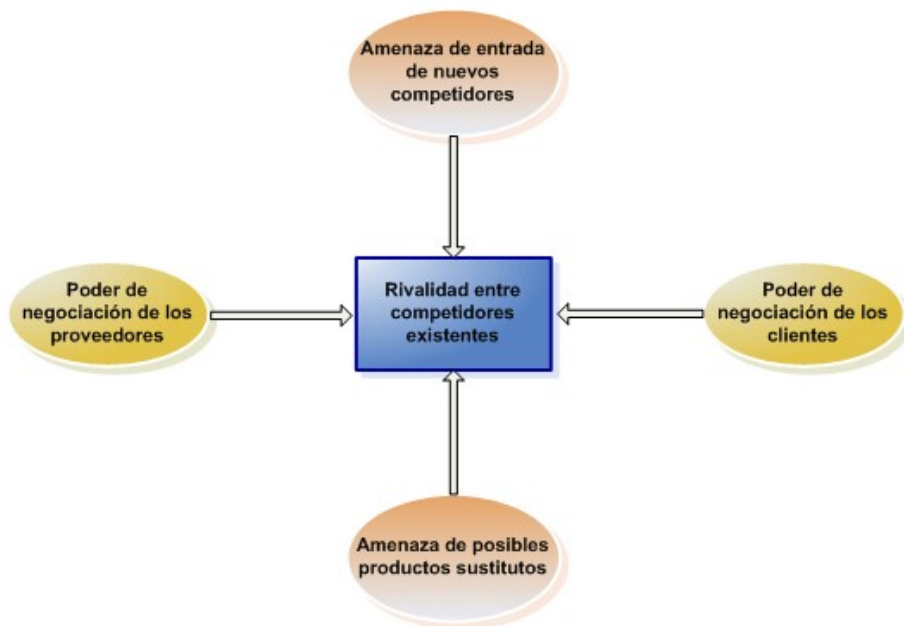 Amenaza de entrada
de nuevos
competidores
Poder de
negociación de los
proveedores
Rivalidad entre
competidores
existentes
Poder de
negociación de los
clientes
Amenaza de posibles
productos sustitutos